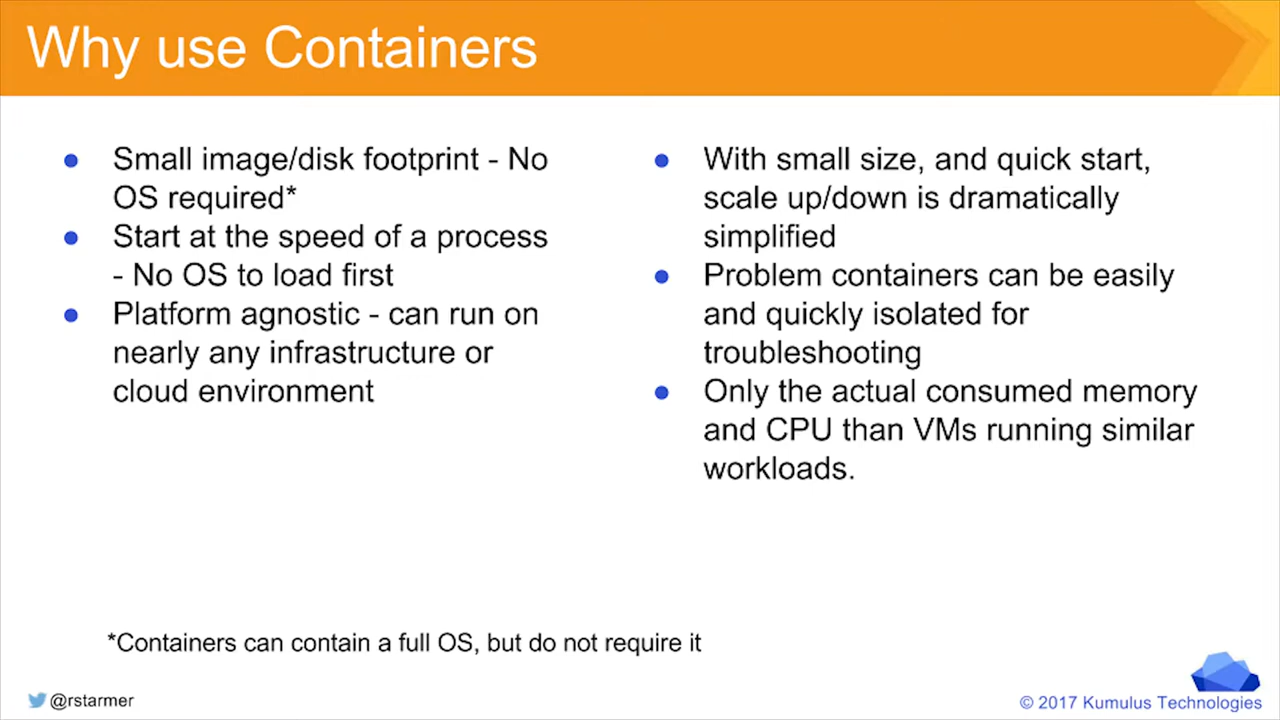 Why use Containers
● Small image/disk footprint - No
OS required*
● Start at the speed of a process
- No OS to load first
● Platform agnostic - can run on
nearly any infrastructure or
cloud environment
● With small size, and quick start,
scale up/down is dramatically
simplified
● Problem containers can be easily
and quickly isolated for
troubleshooting
● Only the actual consumed memory
and CPU than VMs running similar
workloads.
*Containers can contain a full OS, but do not require it
@rstarmer
© 2017 Kumulus Technologies